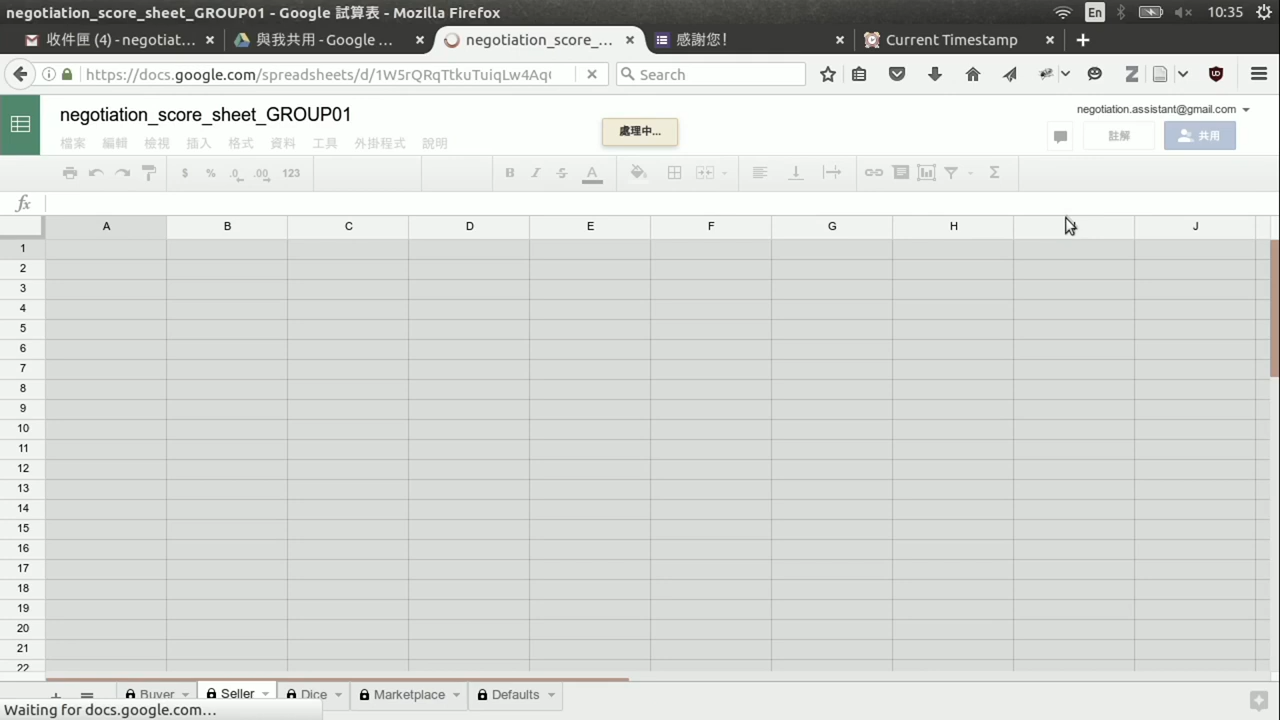 negotiation_score_sheet_GROUP01 - Google 試算表 - Mozilla Firefox
En
10:35
收件匣 (4) - negotiat… ×
與我共用 - Google … ×
negotiation_score_… ×
感謝您! ×
Current Timestamp ×
https://docs.google.com/spreadsheets/d/1W5rQRqTtkuTuiqLw4Aq
Search
negotiation_score_sheet_GROUP01
處理中...
negotiation.assistant@gmail.com
檔案 編輯 檢視 插入 格式 資料 工具 外掛程式 說明
註解
共用
$ % .0 .00 123 B I S A Σ
fx
A B C D E F G H J
1
2
3
4
5
6
7
8
9
10
11
12
13
14
15
16
17
18
19
20
21
22
Buyer Seller Dice Marketplace Defaults
Waiting for docs.google.com…